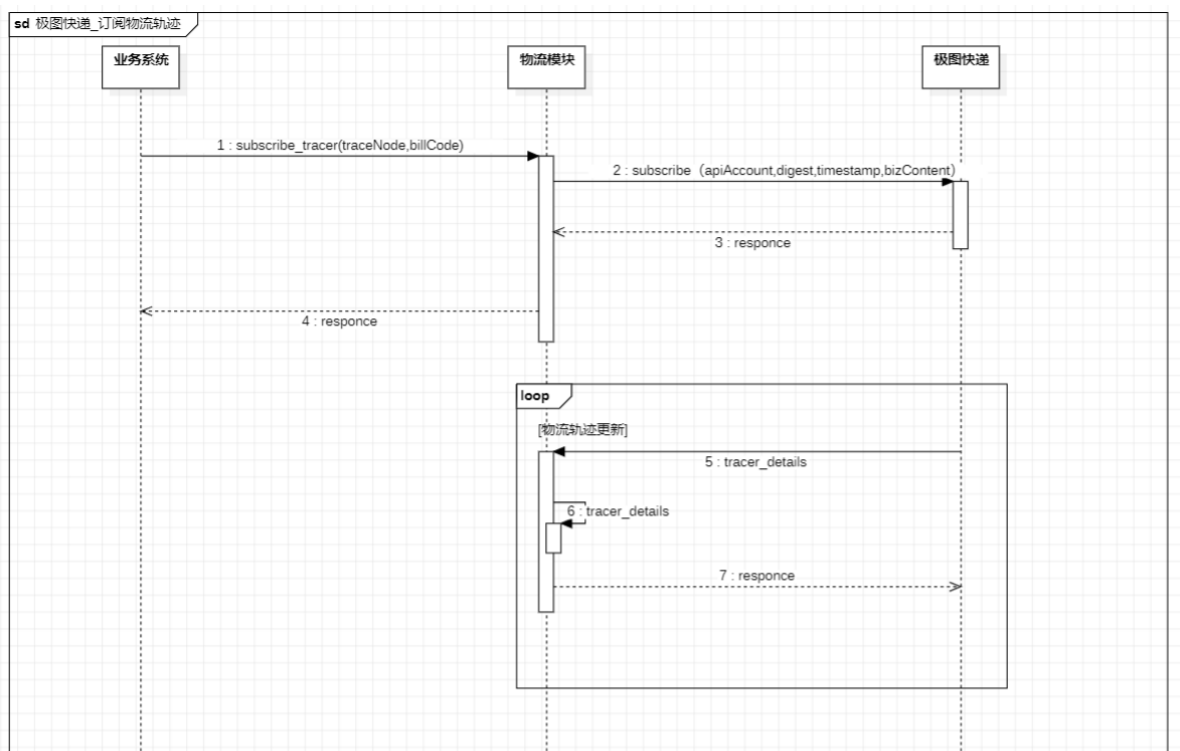 sd 极图快递_订阅物流轨迹
业务系统
物流模块
极图快递
1 : subscribe_tracer(traceNode,billCode)
2 : subscribe（apiAccount,digest,timestamp,bizContent）
3 : responce
4 : responce
loop
[物流轨迹更新]
5 : tracer_details
6 : tracer_details
7 : responce